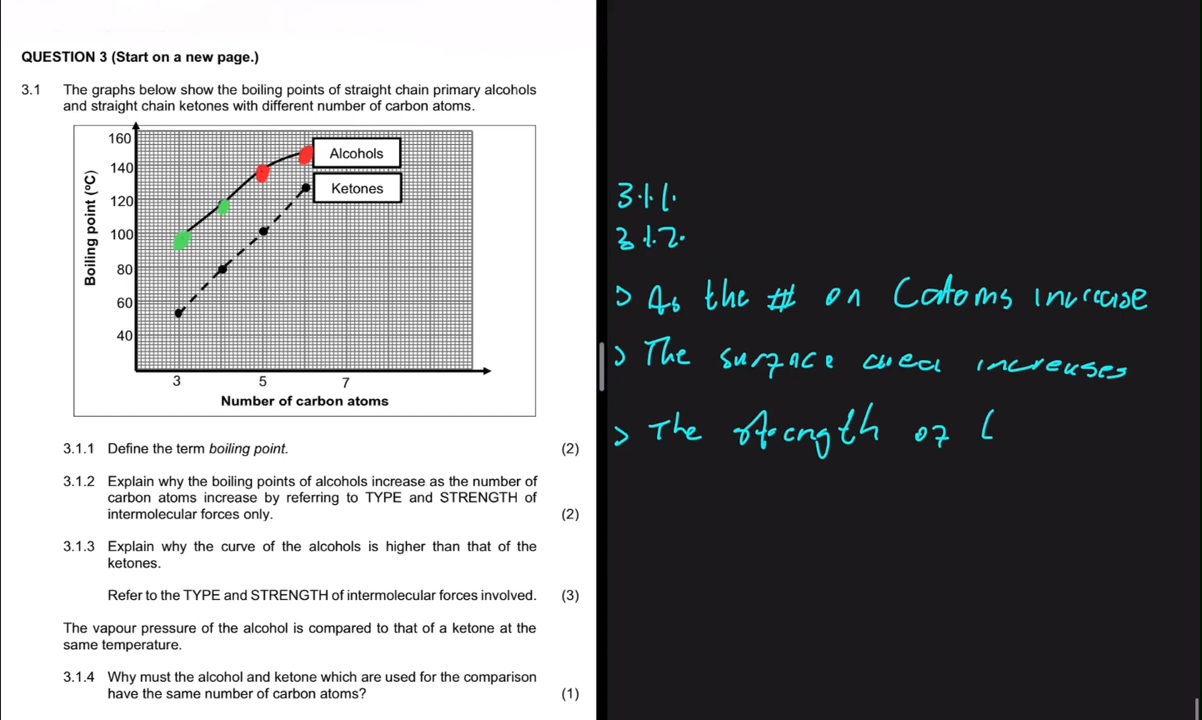 QUESTION 3 (Start on a new page.)
3.1 The graphs below show the boiling points of straight chain primary alcohols
and straight chain ketones with different number of carbon atoms.
160
140
120
100
80
60
40
Boiling point (ºC)
Alcohols
Ketones
3 5 7
Number of carbon atoms
3.1.1 Define the term boiling point. (2)
3.1.2 Explain why the boiling points of alcohols increase as the number of
carbon atoms increase by referring to TYPE and STRENGTH of
intermolecular forces only. (2)
3.1.3 Explain why the curve of the alcohols is higher than that of the
ketones.
Refer to the TYPE and STRENGTH of intermolecular forces involved. (3)
The vapour pressure of the alcohol is compared to that of a ketone at the
same temperature.
3.1.4 Why must the alcohol and ketone which are used for the comparison
have the same number of carbon atoms? (1)
3.1.1.
3.1.2.
> As the # on C atoms increase
> The surface area increases
> The strength of (